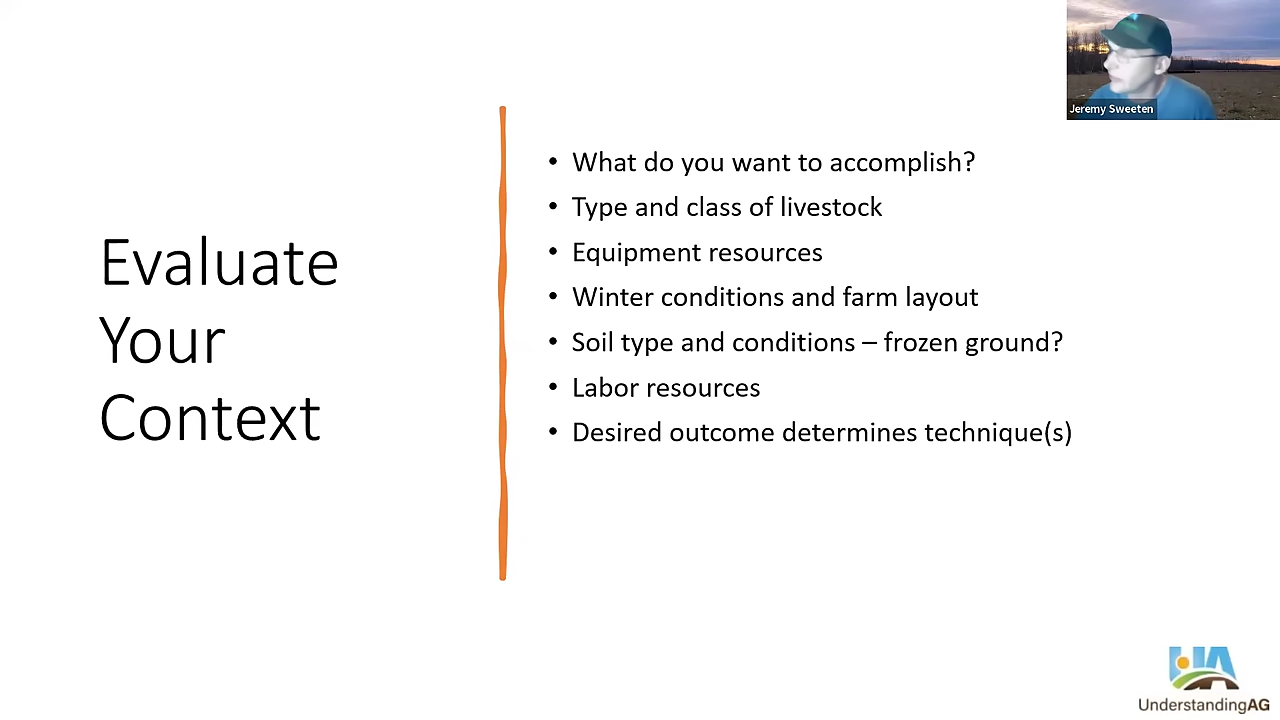 Jeremy Sweeten
Evaluate
Your
Context
• What do you want to accomplish?
• Type and class of livestock
• Equipment resources
• Winter conditions and farm layout
• Soil type and conditions – frozen ground?
• Labor resources
• Desired outcome determines technique(s)
UA
UnderstandingAG